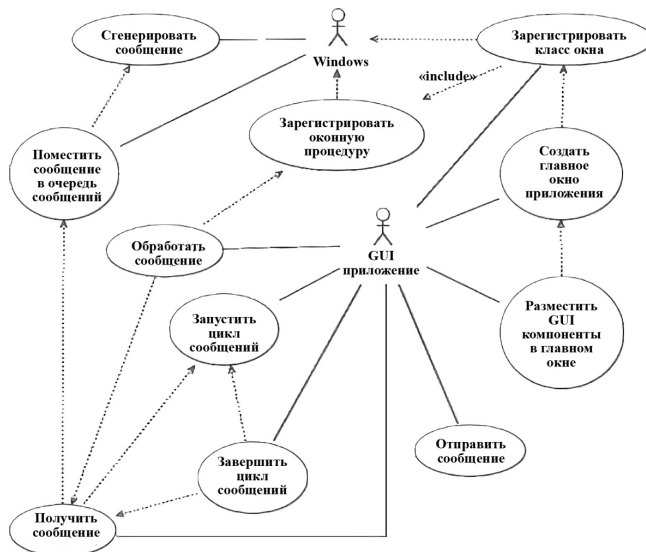 Сгенерировать
сообщение
Windows
Зарегистрировать
класс окна
«include»
Зарегистрировать
оконную
процедуру
Поместить
сообщение
в очередь
сообщений
Создать
главное
окно
приложения
Обработать
сообщение
GUI
приложение
Запустить
цикл
сообщений
Разместить
GUI
компоненты
в главном
окне
Отправить
сообщение
Завершить
цикл
сообщений
Получить
сообщение